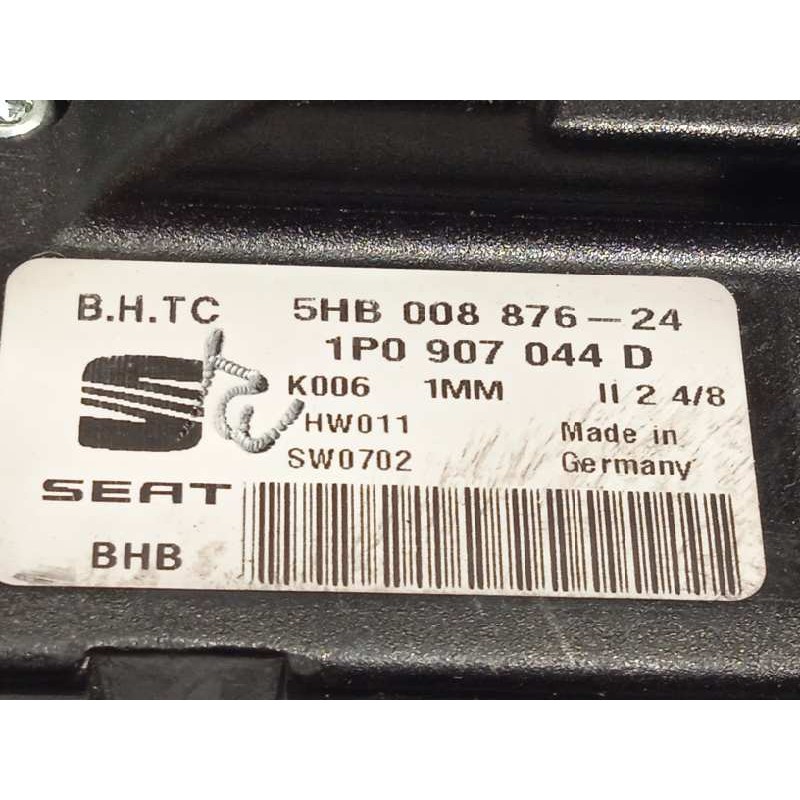 B.H.TC 5HB 008 876-24
1P0 907 044 D
K006 1MM II 2 4/8
HW011 Made in
SW0702 Germany
SEAT
BHB